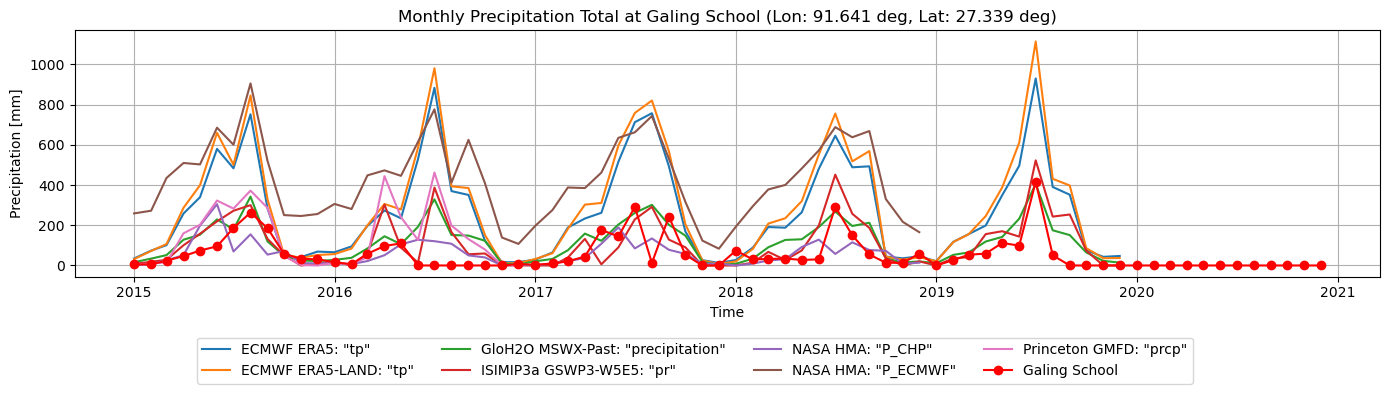 Monthly Precipitation Total at Galing School (Lon: 91.641 deg, Lat: 27.339 deg)
Precipitation [mm]
1000
800
600
400
200
0
2015 2016 2017 2018 2019 2020 2021
Time
ECMWF ERA5: "tp" GloH2O MSWX-Past: "precipitation" NASA HMA: "P_CHP" Princeton GMFD: "prcp"
ECMWF ERA5-LAND: "tp" ISIMIP3a GSWP3-W5E5: "pr" NASA HMA: "P_ECMWF" Galing School